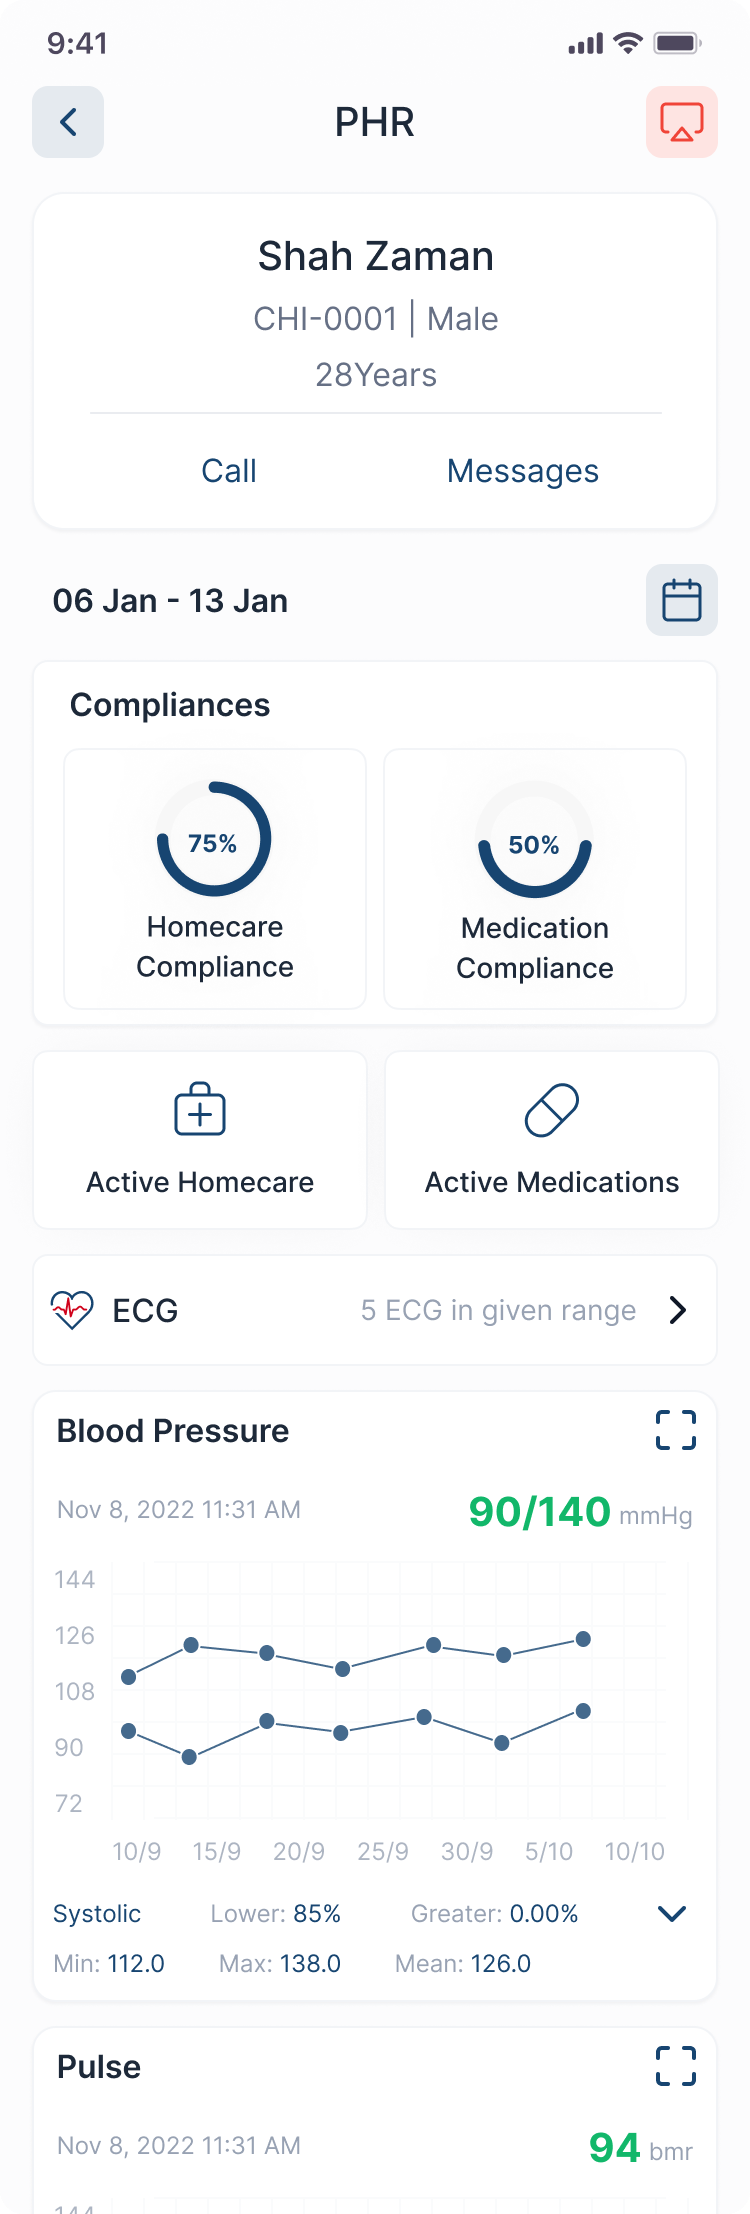 9:41
PHR
Shah Zaman
CHI-0001 | Male
28Years
Call Messages
06 Jan - 13 Jan
Compliances
75% 50%
Homecare Compliance
Medication Compliance
Active Homecare Active Medications
ECG 5 ECG in given range
Blood Pressure
Nov 8, 2022 11:31 AM 90/140 mmHg
144
126
108
90
72
10/9 15/9 20/9 25/9 30/9 5/10 10/10
Systolic Lower: 85% Greater: 0.00%
Min: 112.0 Max: 138.0 Mean: 126.0
Pulse
Nov 8, 2022 11:31 AM 94 bmr
144